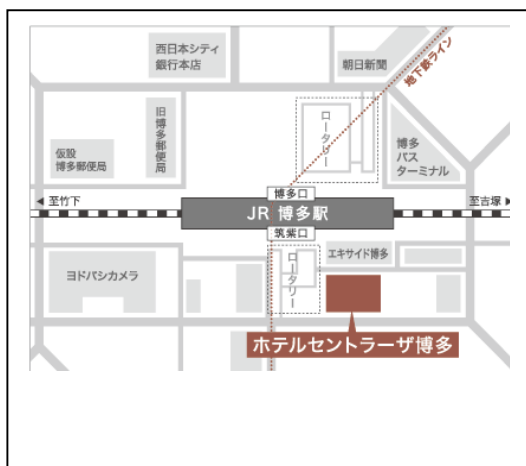 西日本シティ
銀行本店
朝日新聞
地下鉄ライン
ロータリー
旧博多郵便局
仮設
博多郵便局
博多
バス
ターミナル
博多口
至竹下
JR 博多駅
至吉塚
筑紫口
ロータリー
エキサイド博多
ヨドバシカメラ
ホテルセントラーザ博多